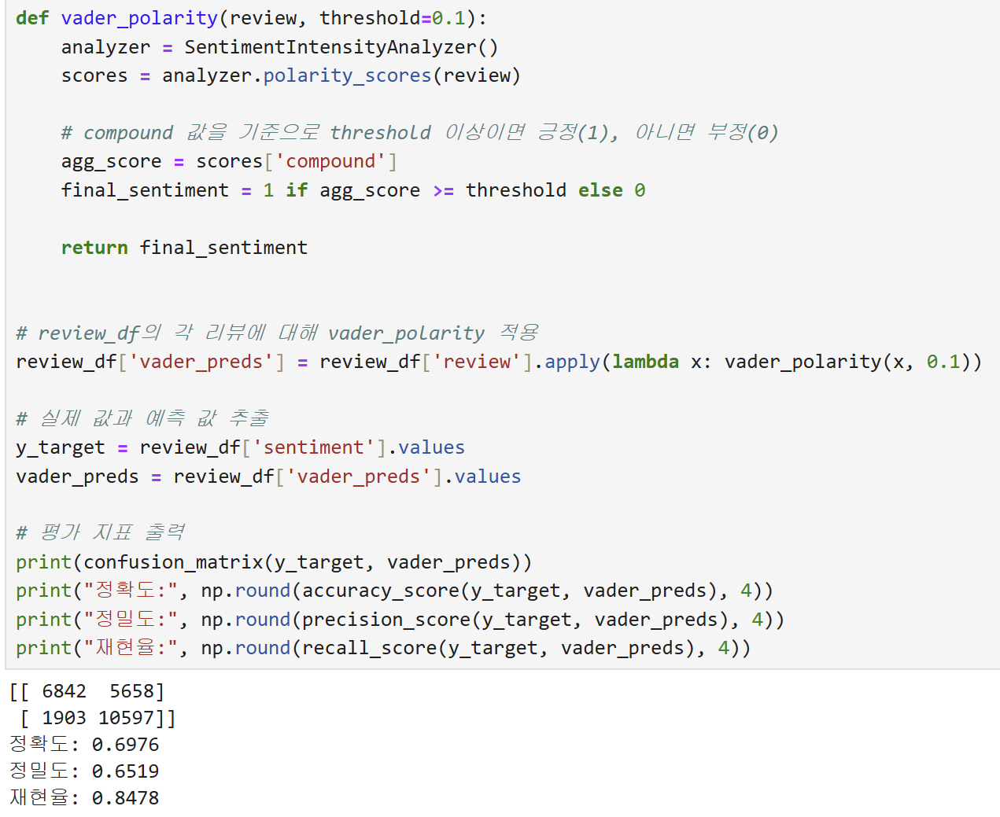 def vader_polarity(review, threshold=0.1):
    analyzer = SentimentIntensityAnalyzer()
    scores = analyzer.polarity_scores(review)
    # compound 값을 기준으로 threshold 이상이면 긍정(1), 아니면 부정(0)
    agg_score = scores['compound']
    final_sentiment = 1 if agg_score >= threshold else 0
    return final_sentiment
# review_df의 각 리뷰에 대해 vader_polarity 적용
review_df['vader_preds'] = review_df['review'].apply(lambda x: vader_polarity(x, 0.1))
# 실제 값과 예측 값 추출
y_target = review_df['sentiment'].values
vader_preds = review_df['vader_preds'].values
# 평가 지표 출력
print(confusion_matrix(y_target, vader_preds))
print("정확도:", np.round(accuracy_score(y_target, vader_preds), 4))
print("정밀도:", np.round(precision_score(y_target, vader_preds), 4))
print("재현율:", np.round(recall_score(y_target, vader_preds), 4))
[[ 6842  5658]
 [ 1903 10597]]
정확도: 0.6976
정밀도: 0.6519
재현율: 0.8478